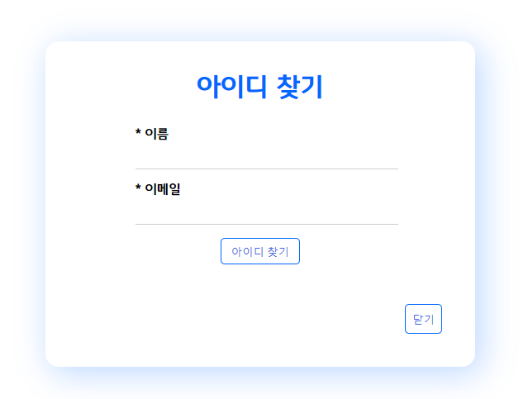 아이디 찾기
* 이름
* 이메일
아이디 찾기
닫기